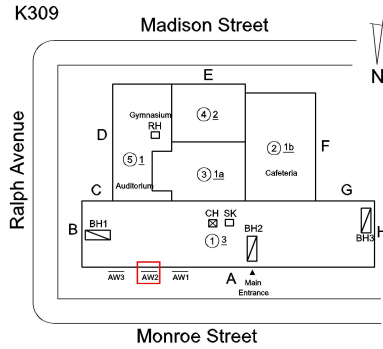 K309
Madison Street
N
E
Gymnasium
RH
4 2
D
5 1
2 1b
F
3 1a
Cafeteria
Auditorium
Ralph Avenue
C
G
CH SK
B
BH1
BH2
BH3
H
1 3
AW3
AW2
AW1
A
Main
Entrance
Monroe Street